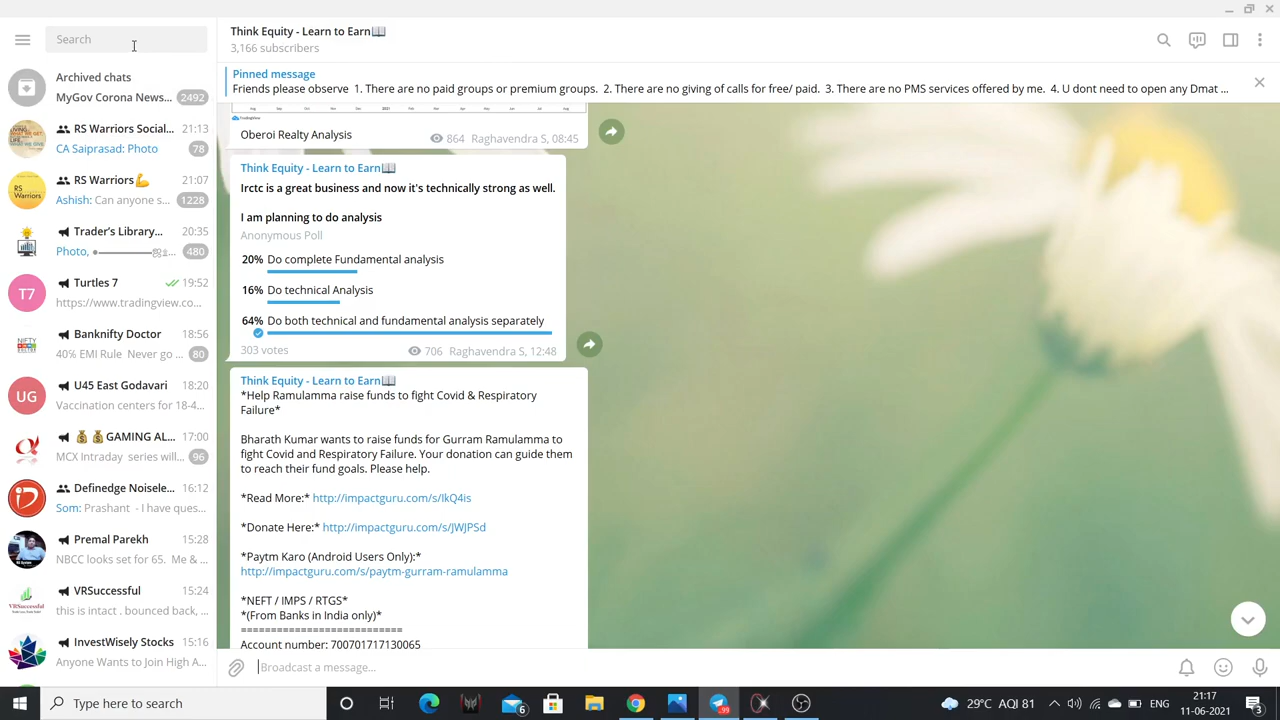 Search
Archived chats
MyGov Corona News... 2492
RS Warriors Social... 21:13
CA Saiprasad: Photo 78
RS Warriors💪 21:07
Ashish: Can anyone s... 1228
Trader's Library... 20:35
Photo, 480
T7
Turtles 7 19:52
https://www.tradingview.co...
Banknifty Doctor 18:56
40% EMI Rule Never go ... 80
UG
U45 East Godavari 18:20
Vaccination centers for 18-4...
💰 💰GAMING AL... 17:00
MCX Intraday series will... 96
Definedge Noisele... 16:12
Som: Prashant - I have ques...
Premal Parekh 15:28
NBCC looks set for 65. Me & ...
VRSuccessful 15:24
this is intact . bounced back, ...
InvestWisely Stocks 15:16
Anyone Wants to Join High A...
Think Equity - Learn to Earn📖
3,166 subscribers
Pinned message
Friends please observe 1. There are no paid groups or premium groups. 2. There are no giving of calls for free/ paid. 3. There are no PMS services offered by me. 4. U dont need to open any Dmat ...
Oberoi Realty Analysis 864 Raghavendra S, 08:45
Think Equity - Learn to Earn📖
Irctc is a great business and now it's technically strong as well.
I am planning to do analysis
Anonymous Poll
20% Do complete Fundamental analysis
16% Do technical Analysis
64% Do both technical and fundamental analysis separately
303 votes 706 Raghavendra S, 12:48
Think Equity - Learn to Earn📖
*Help Ramulamma raise funds to fight Covid & Respiratory
Failure*
Bharath Kumar wants to raise funds for Gurram Ramulamma to
fight Covid and Respiratory Failure. Your donation can guide them
to reach their fund goals. Please help.
*Read More:* http://impactguru.com/s/IkQ4is
*Donate Here:* http://impactguru.com/s/JWJPSd
*Paytm Karo (Android Users Only):*
http://impactguru.com/s/paytm-gurram-ramulamma
*NEFT / IMPS / RTGS*
*(From Banks in India only)*
===========================
Account number: 700701717130065
Broadcast a message...
Type here to search
6
99
29°C AQI 81
ENG
21:17
11-06-2021
3